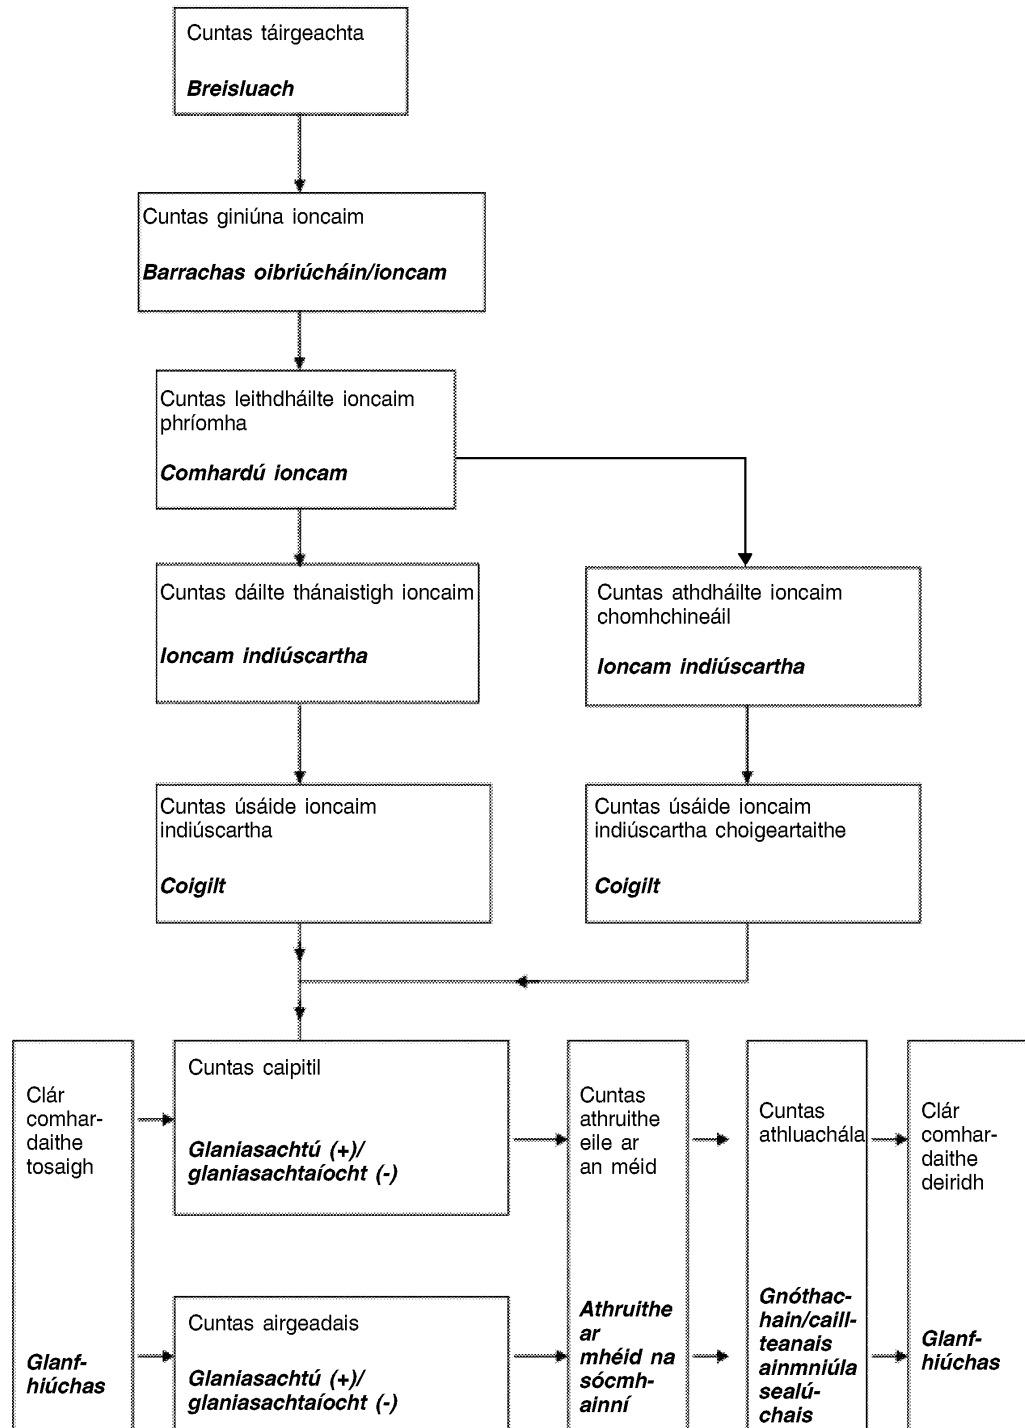 Cuntas táirgeachta
Breisluach
Cuntas giniúna ioncaim
Barrachas oibriúcháin/ioncam
Cuntas leithdháilte ioncaim
phríomha
Comhardú ioncam
Cuntas dáilte thánaistigh ioncaim
Ioncam indiúscartha
Cuntas athdháilte ioncaim
chomhchineáil
Ioncam indiúscartha
Cuntas úsáide ioncaim
indiúscartha
Coigilt
Cuntas úsáide ioncaim
indiúscartha choigeartaithe
Coigilt
Clár
comhar-
daithe
tosaigh
Glanf-
hiúchas
Cuntas caipitil
Glaniasachtú (+)/
glaniasachtaíocht (-)
Cuntas airgeadais
Glaniasachtú (+)/
glaniasachtaíocht (-)
Cuntas
athruithe
eile ar
an méid
Athruithe
ar
mhéid na
sócmh-
ainní
Cuntas
athluachála
Gnóthac-
hain/caill-
teanais
ainmniúla
sealú-
chais
Clár
comhar-
daithe
deiridh
Glanf-
hiúchas